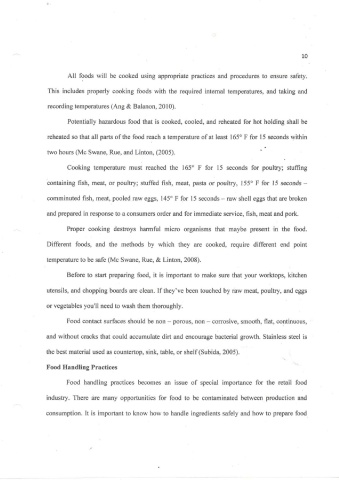 10
All foods will be cooked using appropriate practices and procedures to ensure safety.
This includes properly cooking foods with the required internal temperatures, and taking and
recording temperatures (Ang & Balanon, 2010).
Potentially hazardous food that is cooked, cooled, and reheated for hot holding shall be
reheated so that all parts of the food reach a temperature of at least 165° F for 15 seconds within
two hours (Mc Swane, Rue, and Linton, (2005).
Cooking temperature must reached the 165° F for 15 seconds for poultry; stuffing
containing fish, meat, or poultry; stuffed fish, meat, pasta or poultry, 155° F for 15 seconds –
comminuted fish, meat, pooled raw eggs, 145° F for 15 seconds – raw shell eggs that are broken
and prepared in response to a consumers order and for immediate service, fish, meat and pork.
Proper cooking destroys harmful micro organisms that maybe present in the food.
Different foods, and the methods by which they are cooked, require different end point
temperature to be safe (Mc Swane, Rue, & Linton, 2008).
Before to start preparing food, it is important to make sure that your worktops, kitchen
utensils, and chopping boards are clean. If they've been touched by raw meat, poultry, and eggs
or vegetables you'll need to wash them thoroughly.
Food contact surfaces should be non – porous, non – corrosive, smooth, flat, continuous,
and without cracks that could accumulate dirt and encourage bacterial growth. Stainless steel is
the best material used as countertop, sink, table, or shelf (Subida, 2005).
Food Handling Practices
Food handling practices becomes an issue of special importance for the retail food
industry. There are many opportunities for food to be contaminated between production and
consumption. It is important to know how to handle ingredients safely and how to prepare food